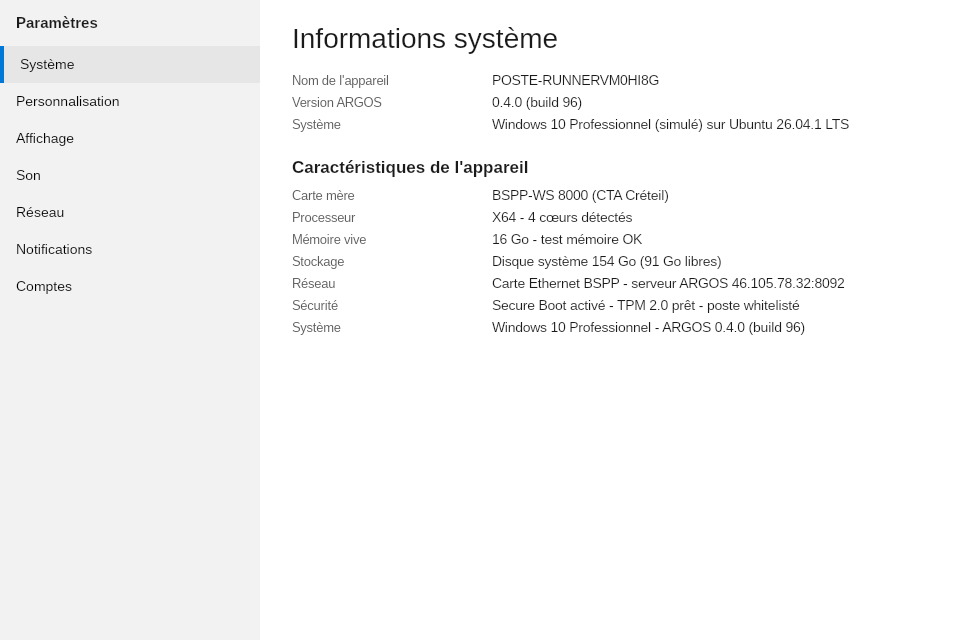 Paramètres
Système
Personnalisation
Affichage
Son
Réseau
Notifications
Comptes
Informations système
Nom de l'appareil POSTE-RUNNERVM0HI8G
Version ARGOS 0.4.0 (build 96)
Système Windows 10 Professionnel (simulé) sur Ubuntu 26.04.1 LTS
Caractéristiques de l'appareil
Carte mère BSPP-WS 8000 (CTA Créteil)
Processeur X64 - 4 cœurs détectés
Mémoire vive 16 Go - test mémoire OK
Stockage Disque système 154 Go (91 Go libres)
Réseau Carte Ethernet BSPP - serveur ARGOS 46.105.78.32:8092
Sécurité Secure Boot activé - TPM 2.0 prêt - poste whitelisté
Système Windows 10 Professionnel - ARGOS 0.4.0 (build 96)